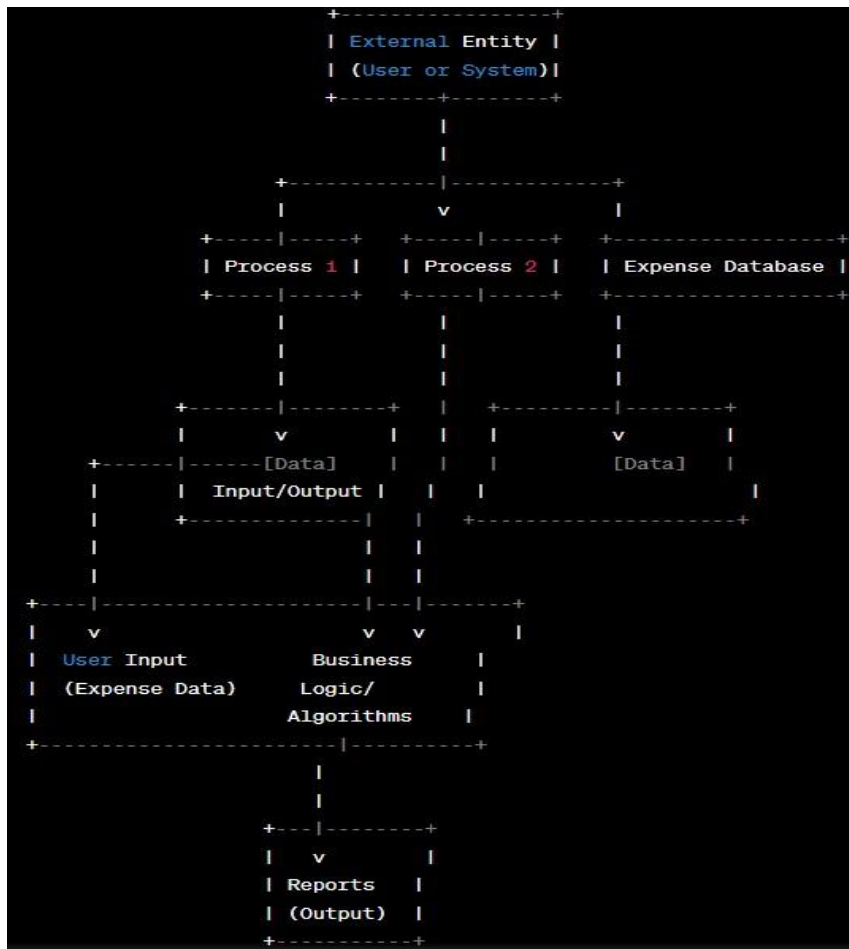 External Entity
(User or System)
Process 1 Process 2 Expense Database
[Data] [Data]
Input/Output
User Input Business
(Expense Data) Logic/
Algorithms
Reports
(Output)